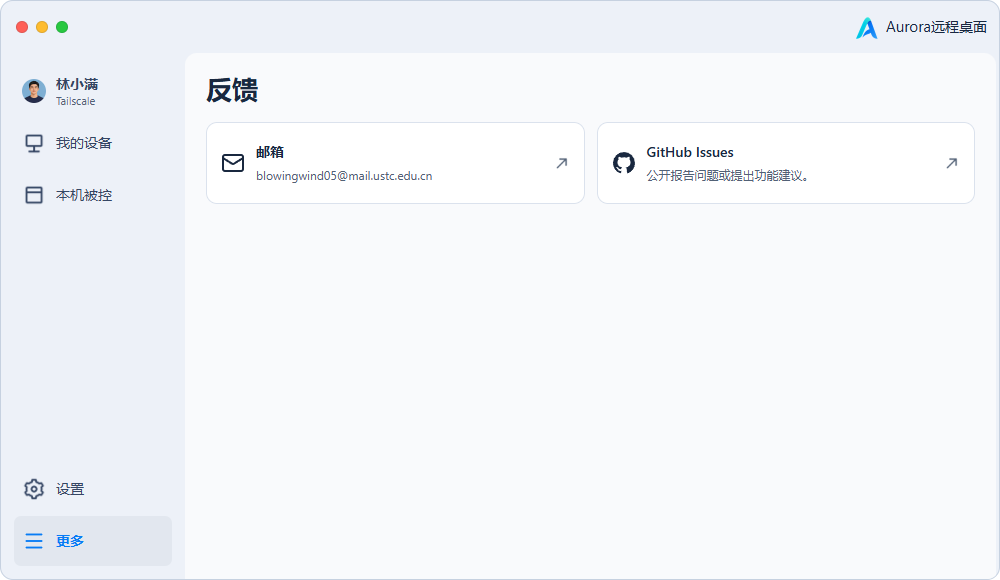 Aurora远程桌面
林小满
Tailscale
我的设备
本机被控
设置
更多
反馈
邮箱
blowingwind05@mail.ustc.edu.cn
GitHub Issues
公开报告问题或提出功能建议。